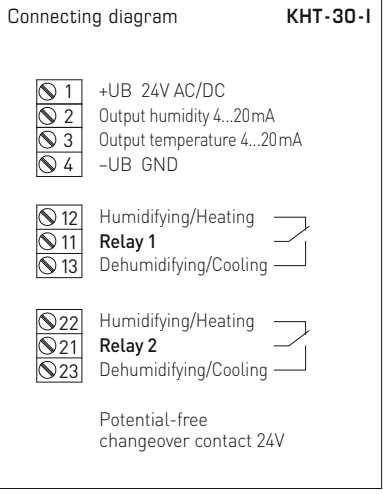 Connecting diagram KHT-30-I
1 +UB 24V AC/DC
2 Output humidity 4...20mA
3 Output temperature 4...20mA
4 –UB GND
12 Humidifying/Heating
11 Relay 1
13 Dehumidifying/Cooling
22 Humidifying/Heating
21 Relay 2
23 Dehumidifying/Cooling
Potential-free
changeover contact 24V